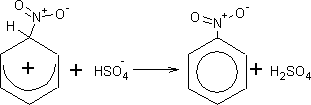 O N⁺ O⁻
H
O N⁺ O⁻
+ + HSO₄⁻ + H₂SO₄